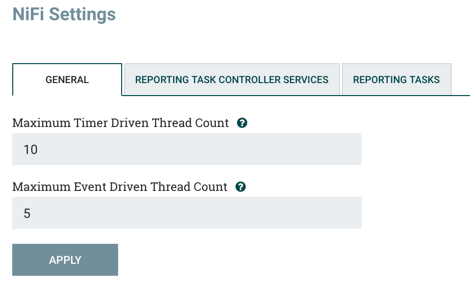 NiFi Settings
GENERAL
REPORTING TASK CONTROLLER SERVICES
REPORTING TASKS
Maximum Timer Driven Thread Count ?
10
Maximum Event Driven Thread Count ?
5
APPLY